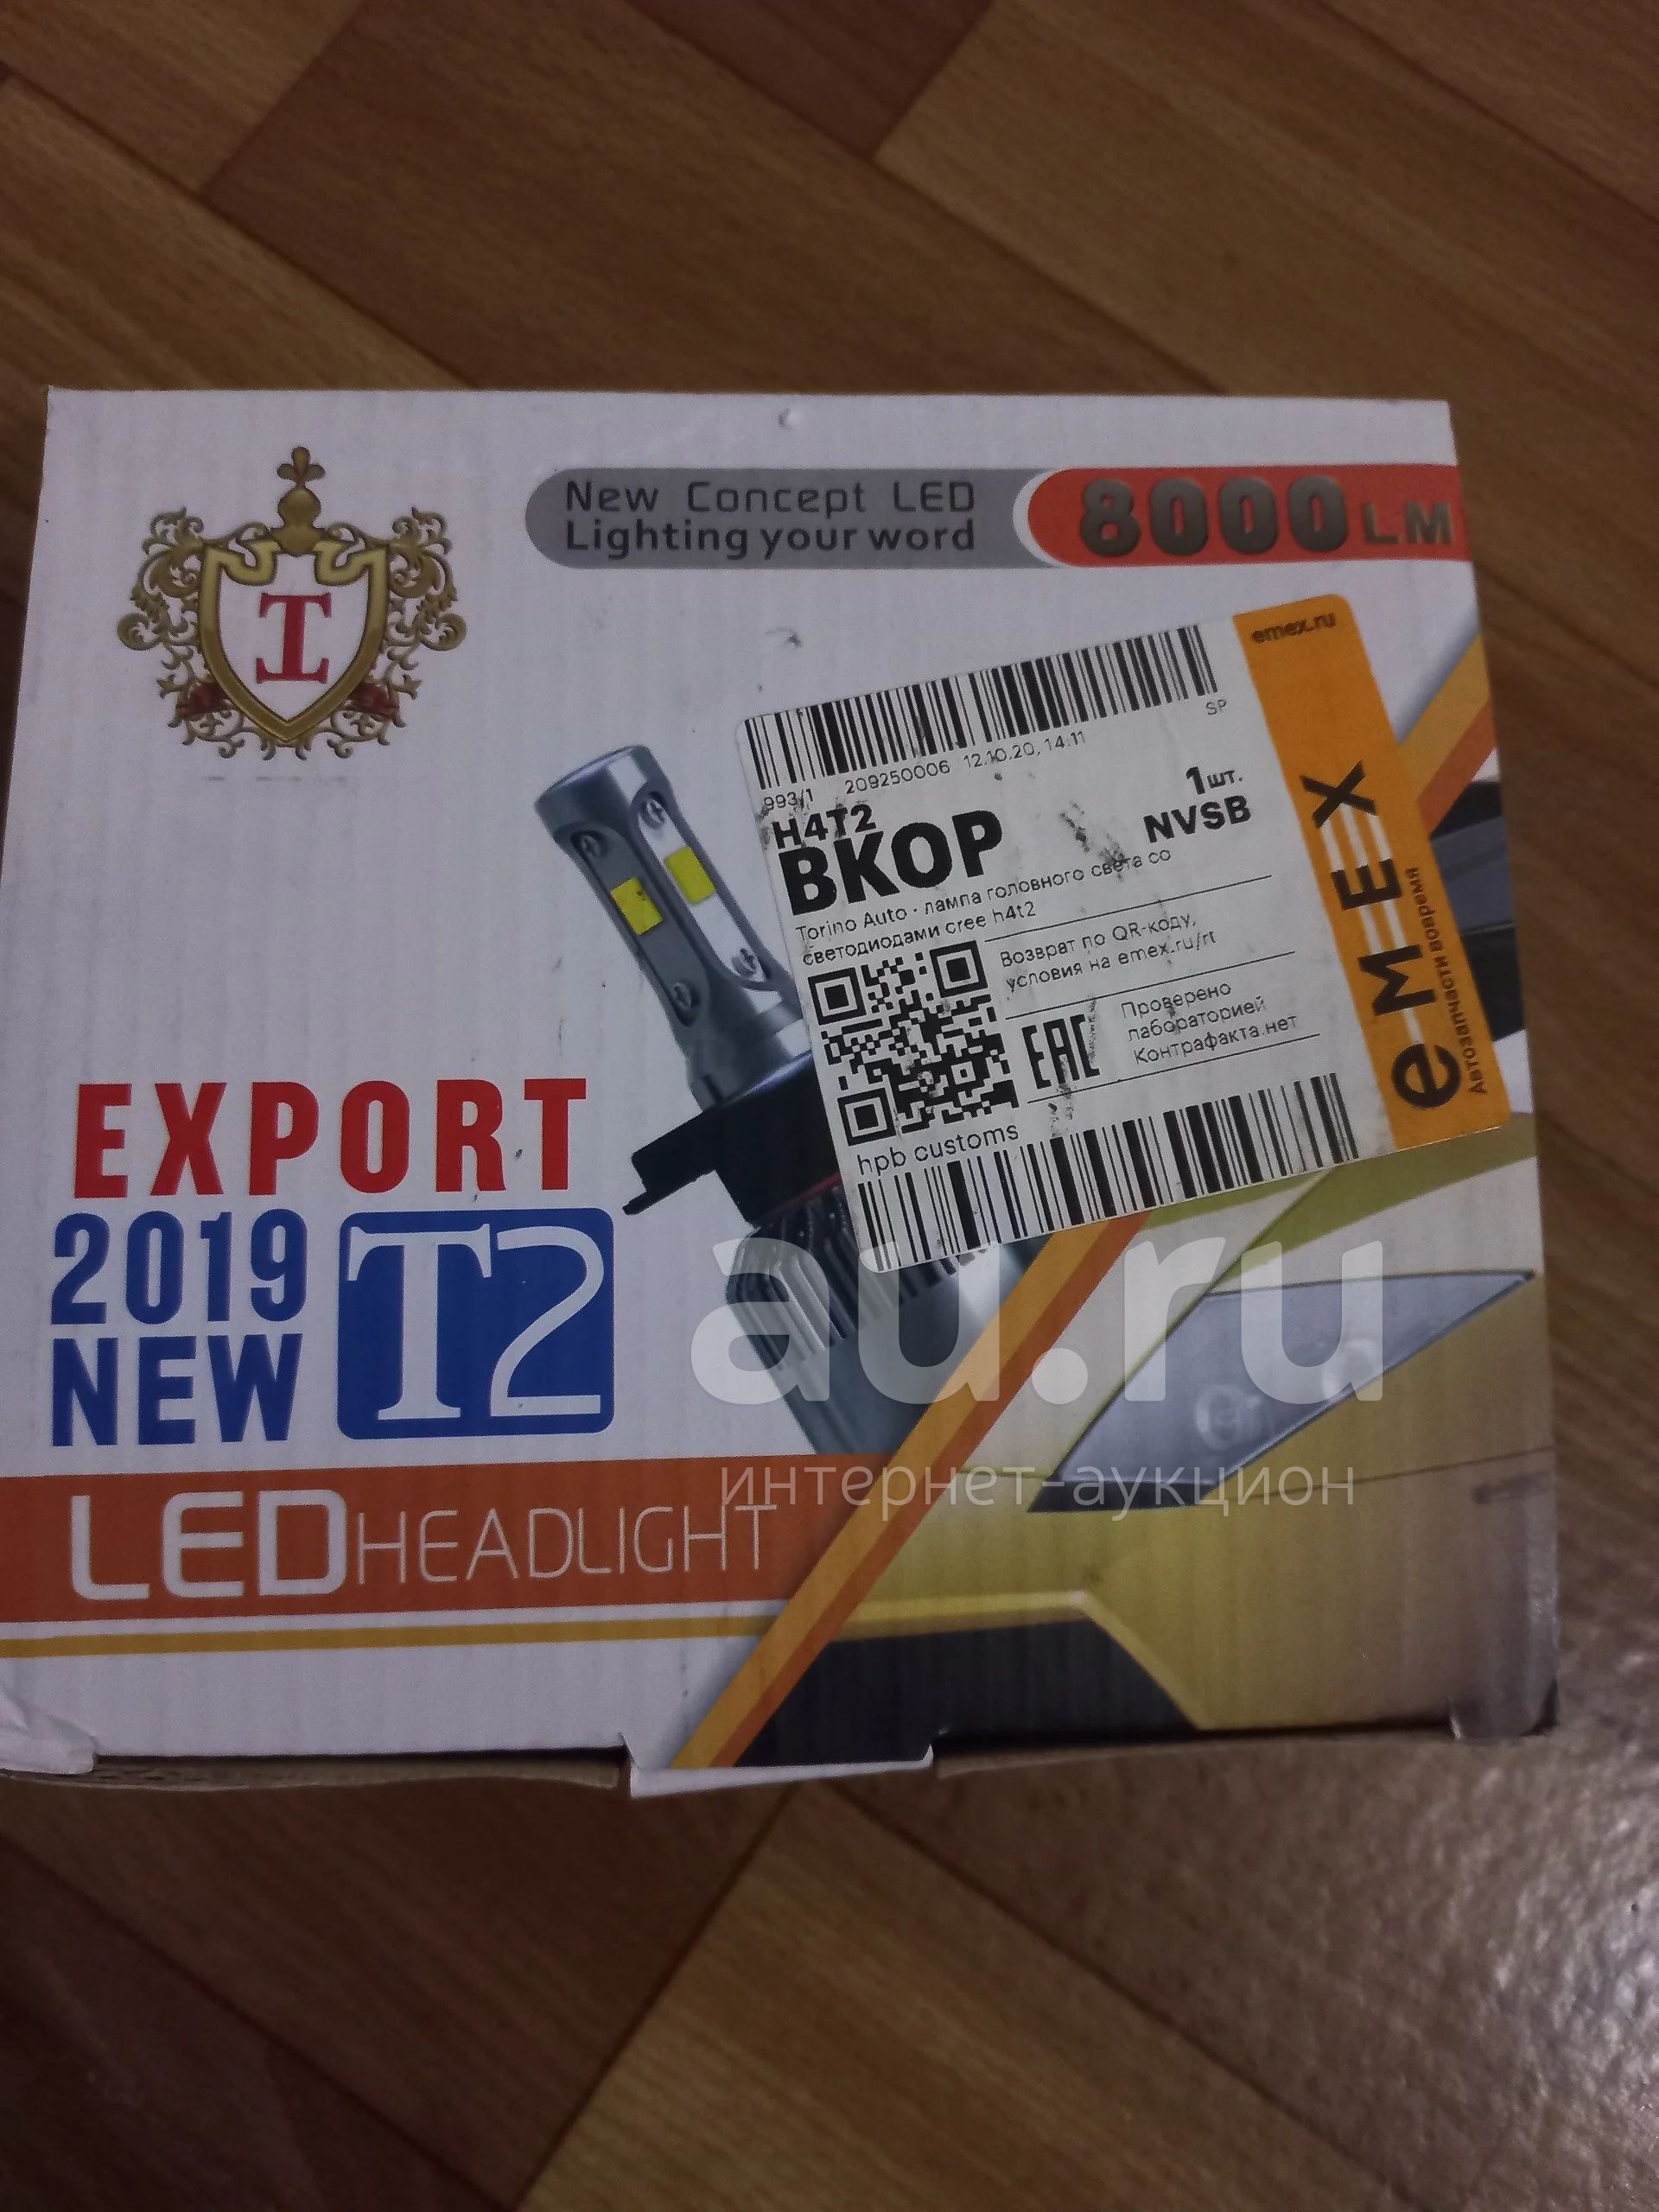 New Concept LED
Lighting your word
8000LM
T
emex.ru
SP
993/1 209250006 12.10.20, 14:11
H4T2
1шт.
BKOP
NVSB
Torino Auto · лампа головного света со
светодиодами cree h4t2
Возврат по QR-коду,
условия на emex.ru/rt
EAC
Проверено
лабораторией
Контрафакта.нет
hpb customs
emex
Автозапчасти вовремя
EXPORT
2019
NEW
T2
LEDHEADLIGHT
au.ru
интернет-аукцион